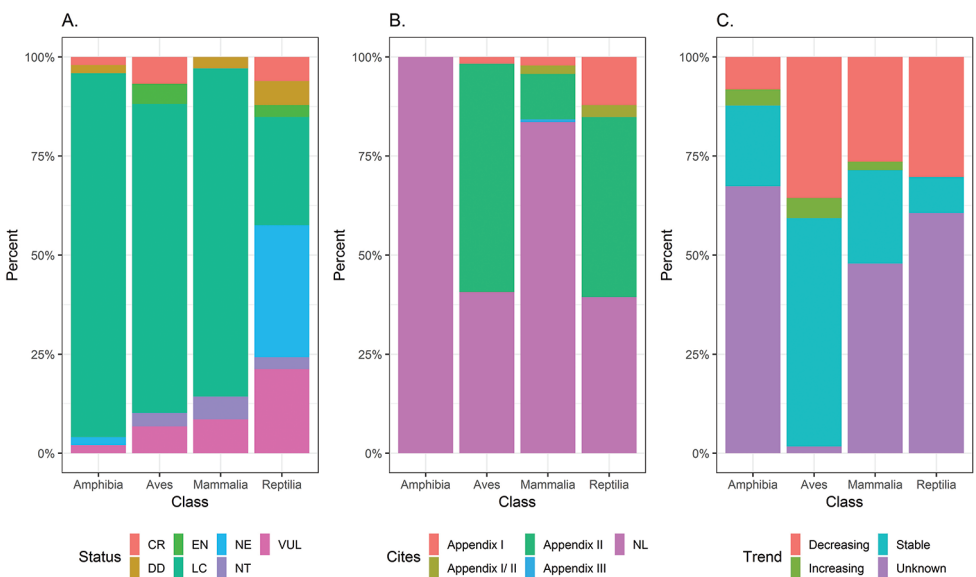 A.
B.
C.
Percent
100%
75%
50%
25%
0%
Amphibia Aves Mammalia Reptilia
Class
Status
CR EN NE VUL
DD LC NT
Percent
100%
75%
50%
25%
0%
Amphibia Aves Mammalia Reptilia
Class
Cites
Appendix I Appendix II NL
Appendix I/ II Appendix III
Percent
100%
75%
50%
25%
0%
Amphibia Aves Mammalia Reptilia
Class
Trend
Decreasing Stable
Increasing Unknown